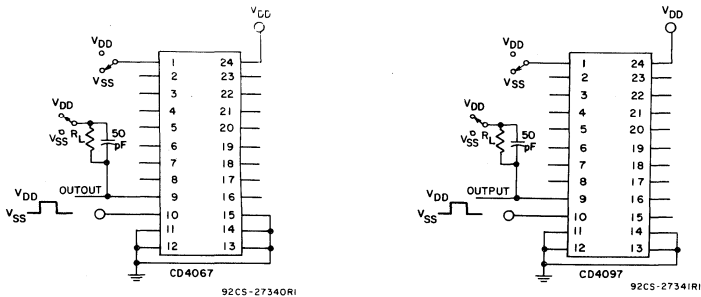 VDD
VDD
VSS
1 24
2 23
3 22
4 21
5 20
6 19
7 18
8 17
9 16
10 15
11 14
12 13
VDD
VSS
RL
50
pF
OUTOUT
VDD
VSS
CD4067
92CS-27340R1
VDD
VDD
VSS
1 24
2 23
3 22
4 21
5 20
6 19
7 18
8 17
9 16
10 15
11 14
12 13
VDD
VSS
RL
50
pF
OUTPUT
VDD
VSS
CD4097
92CS-27341R1